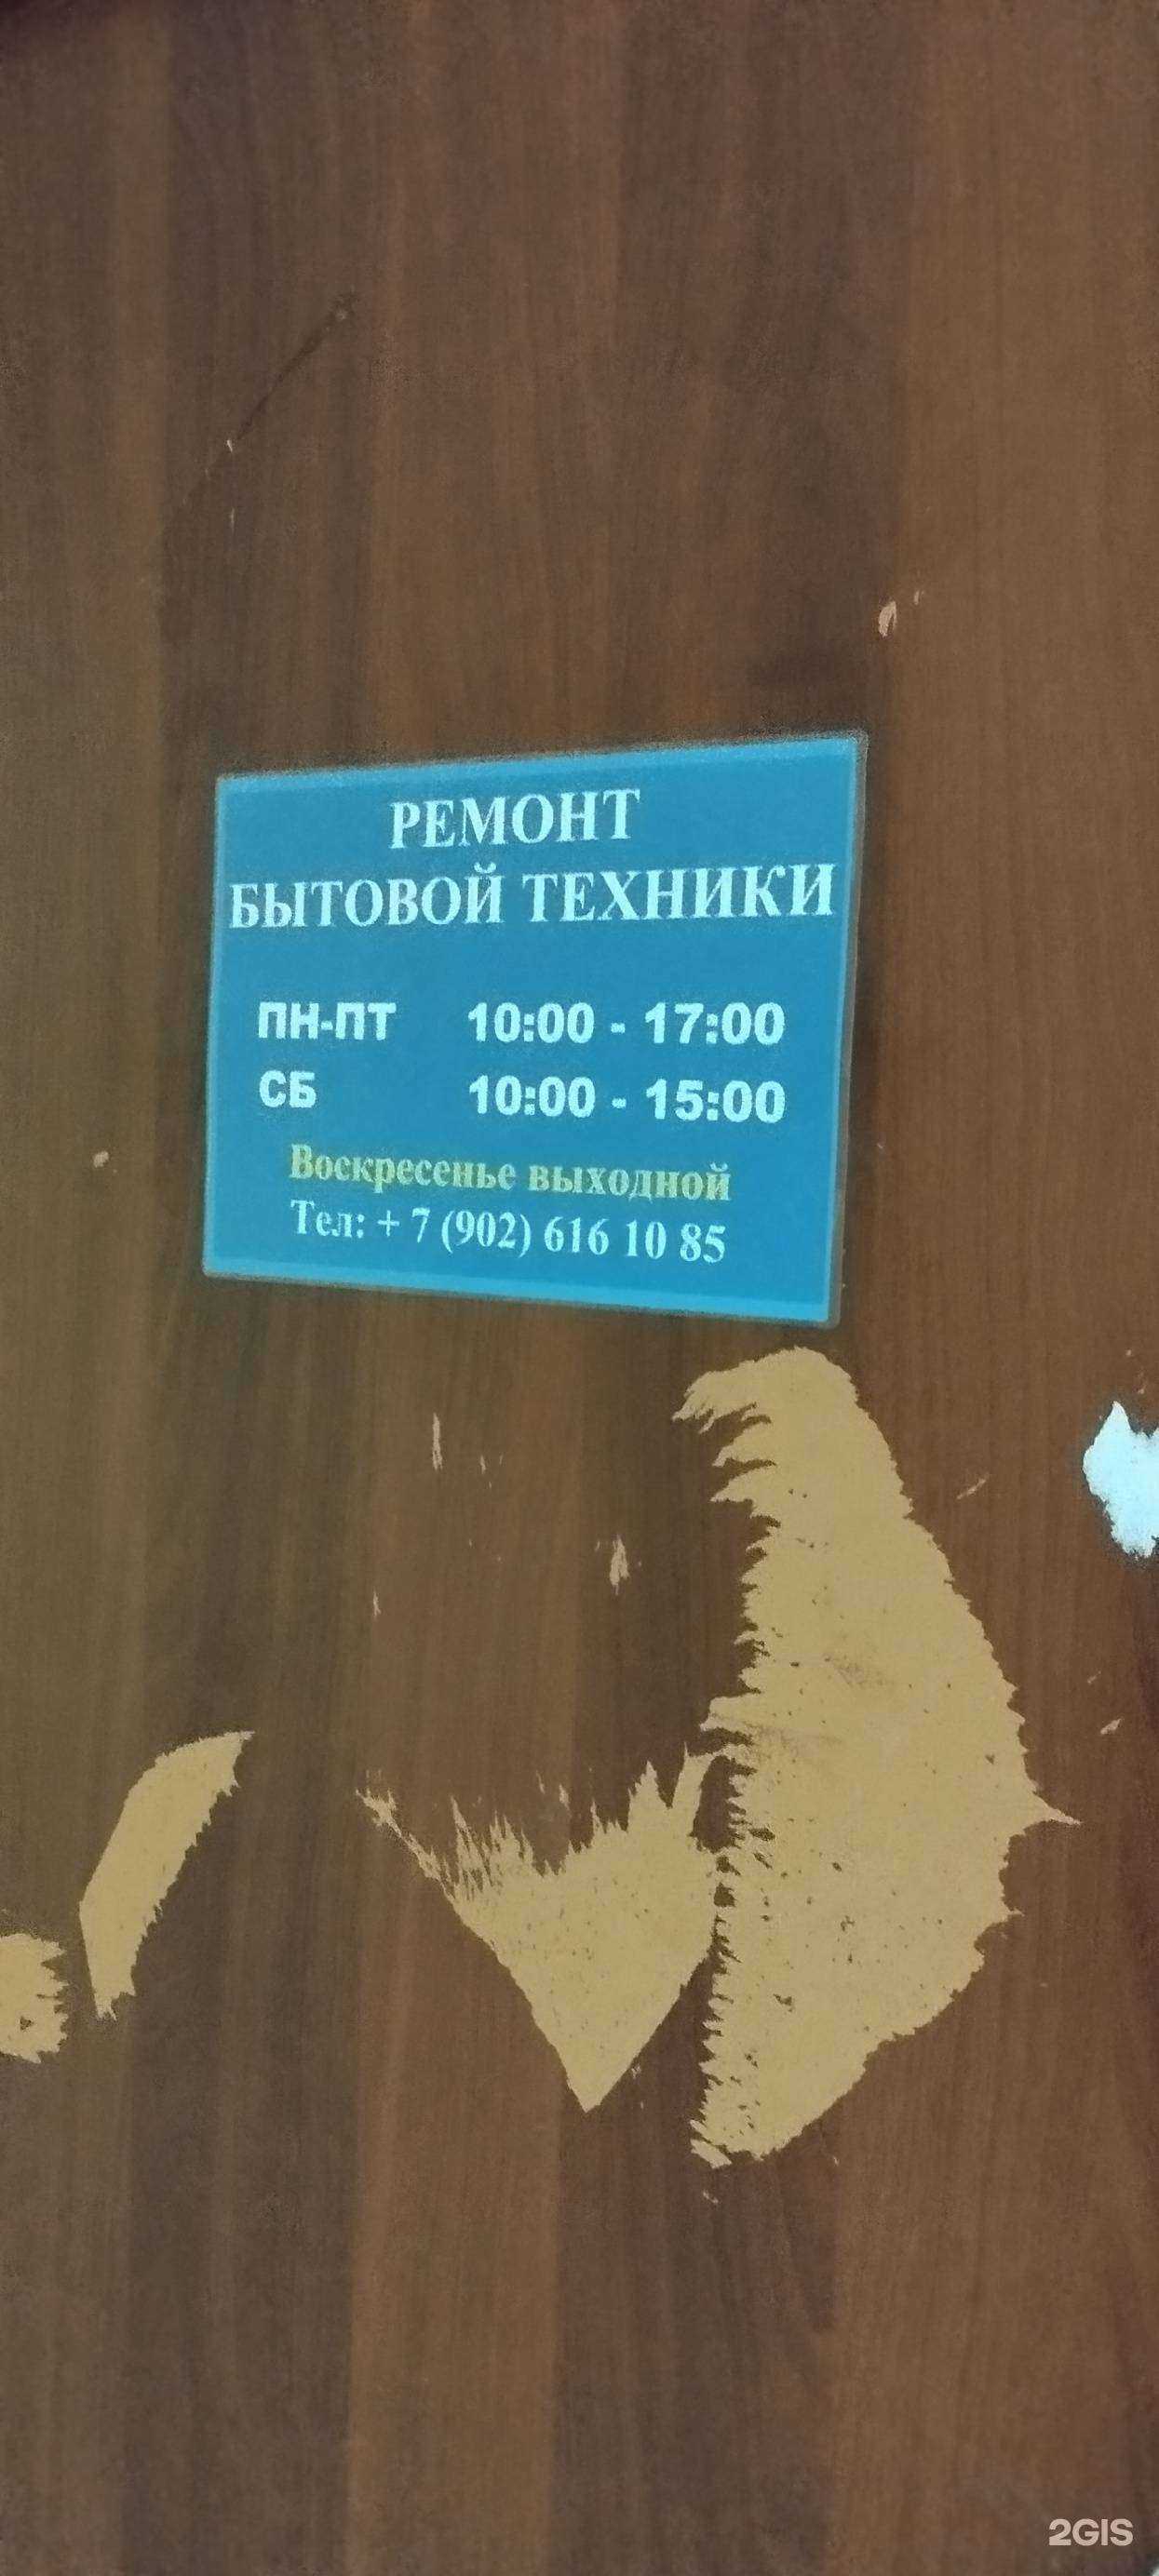 РЕМОНТ
БЫТОВОЙ ТЕХНИКИ
ПН-ПТ 10:00 - 17:00
СБ 10:00 - 15:00
Воскресенье выходной
Тел: + 7 (902) 616 10 85
2GIS